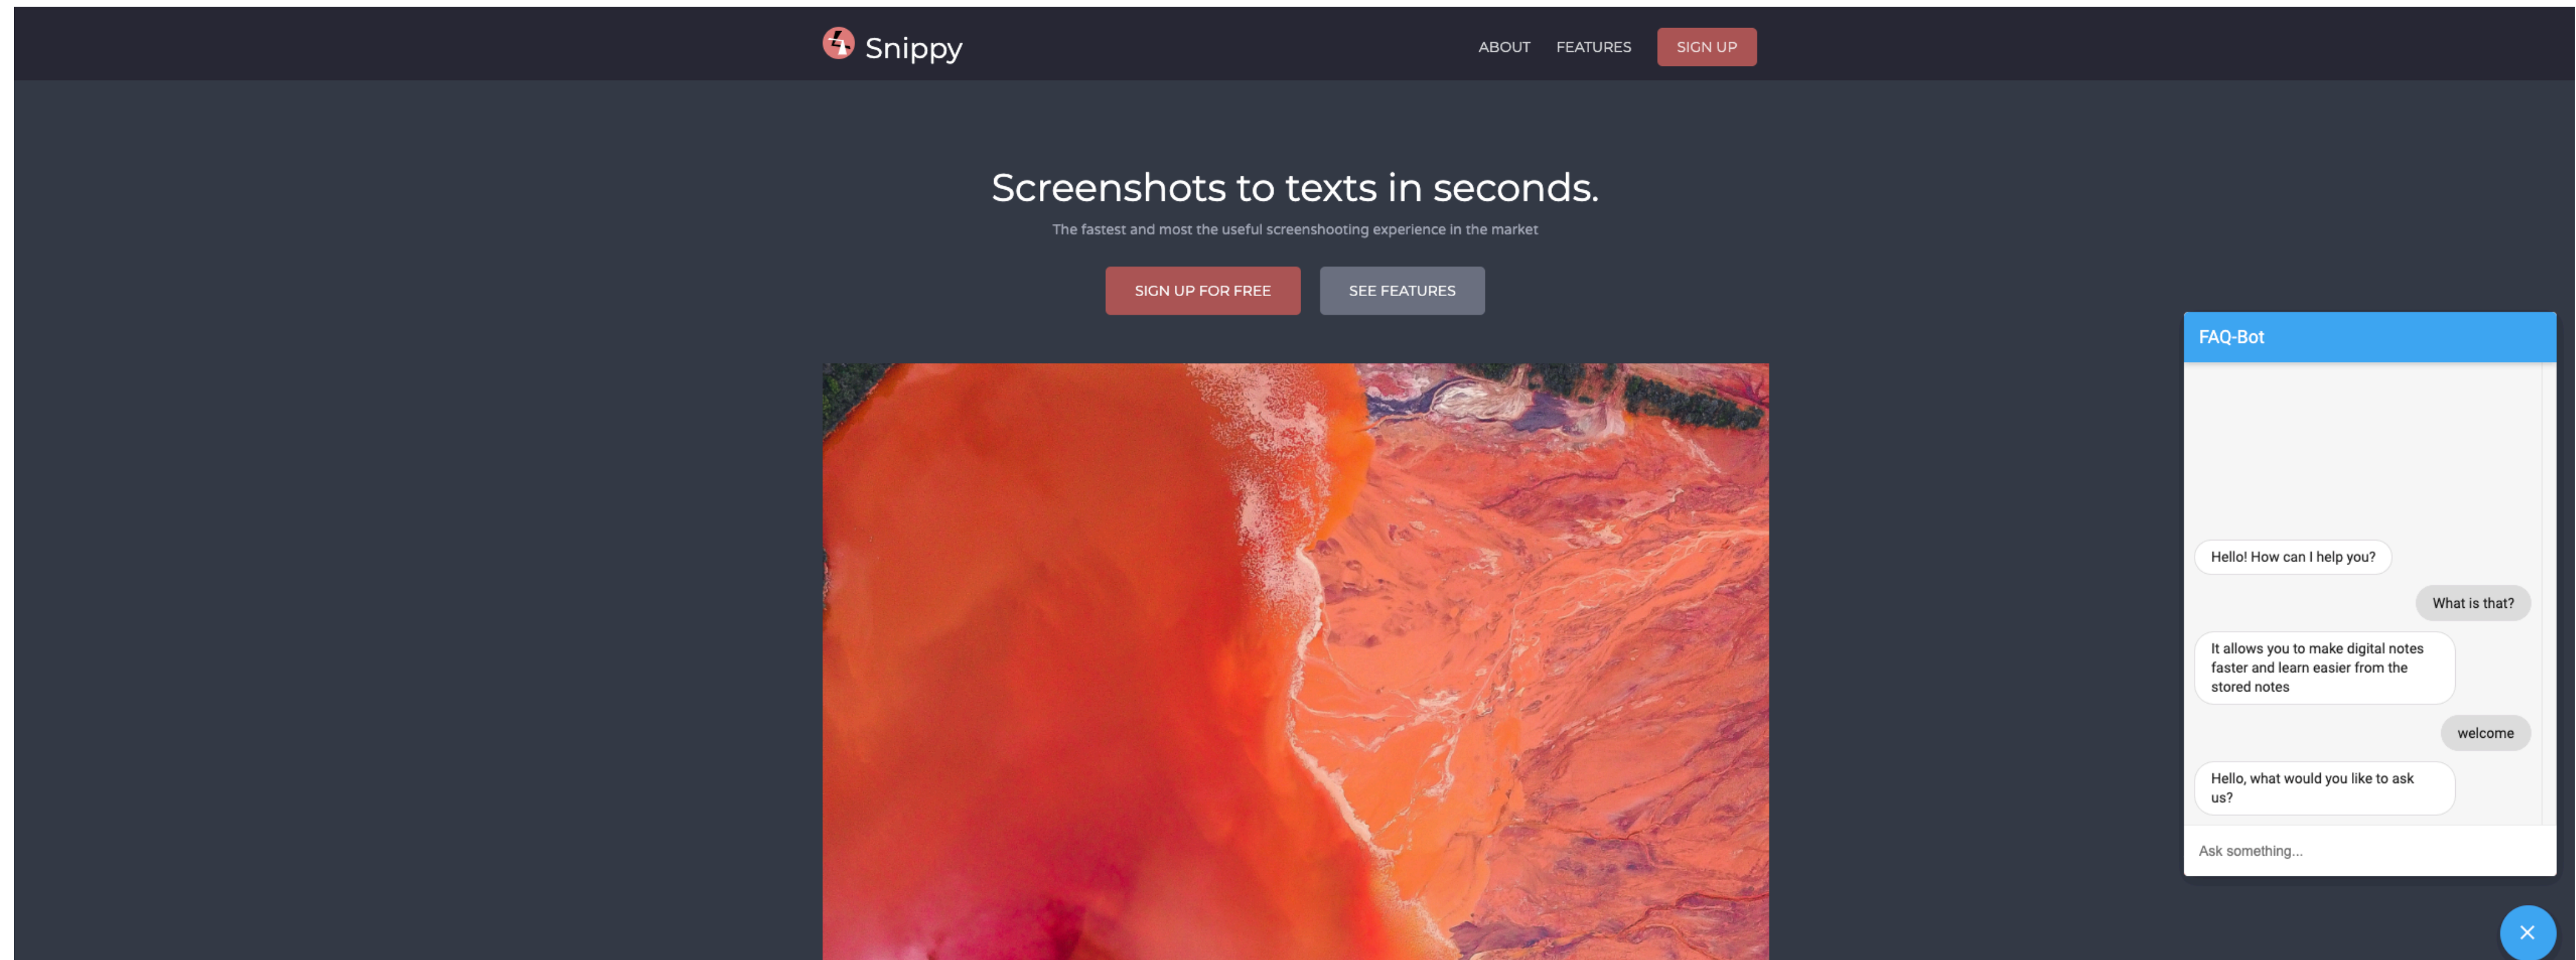 Snippy
ABOUT
FEATURES
SIGN UP
Screenshots to texts in seconds.
The fastest and most the useful screenshooting experience in the market
SIGN UP FOR FREE
SEE FEATURES
FAQ-Bot
Hello! How can I help you?
What is that?
It allows you to make digital notes
faster and learn easier from the
stored notes
welcome
Hello, what would you like to ask
us?
Ask something...